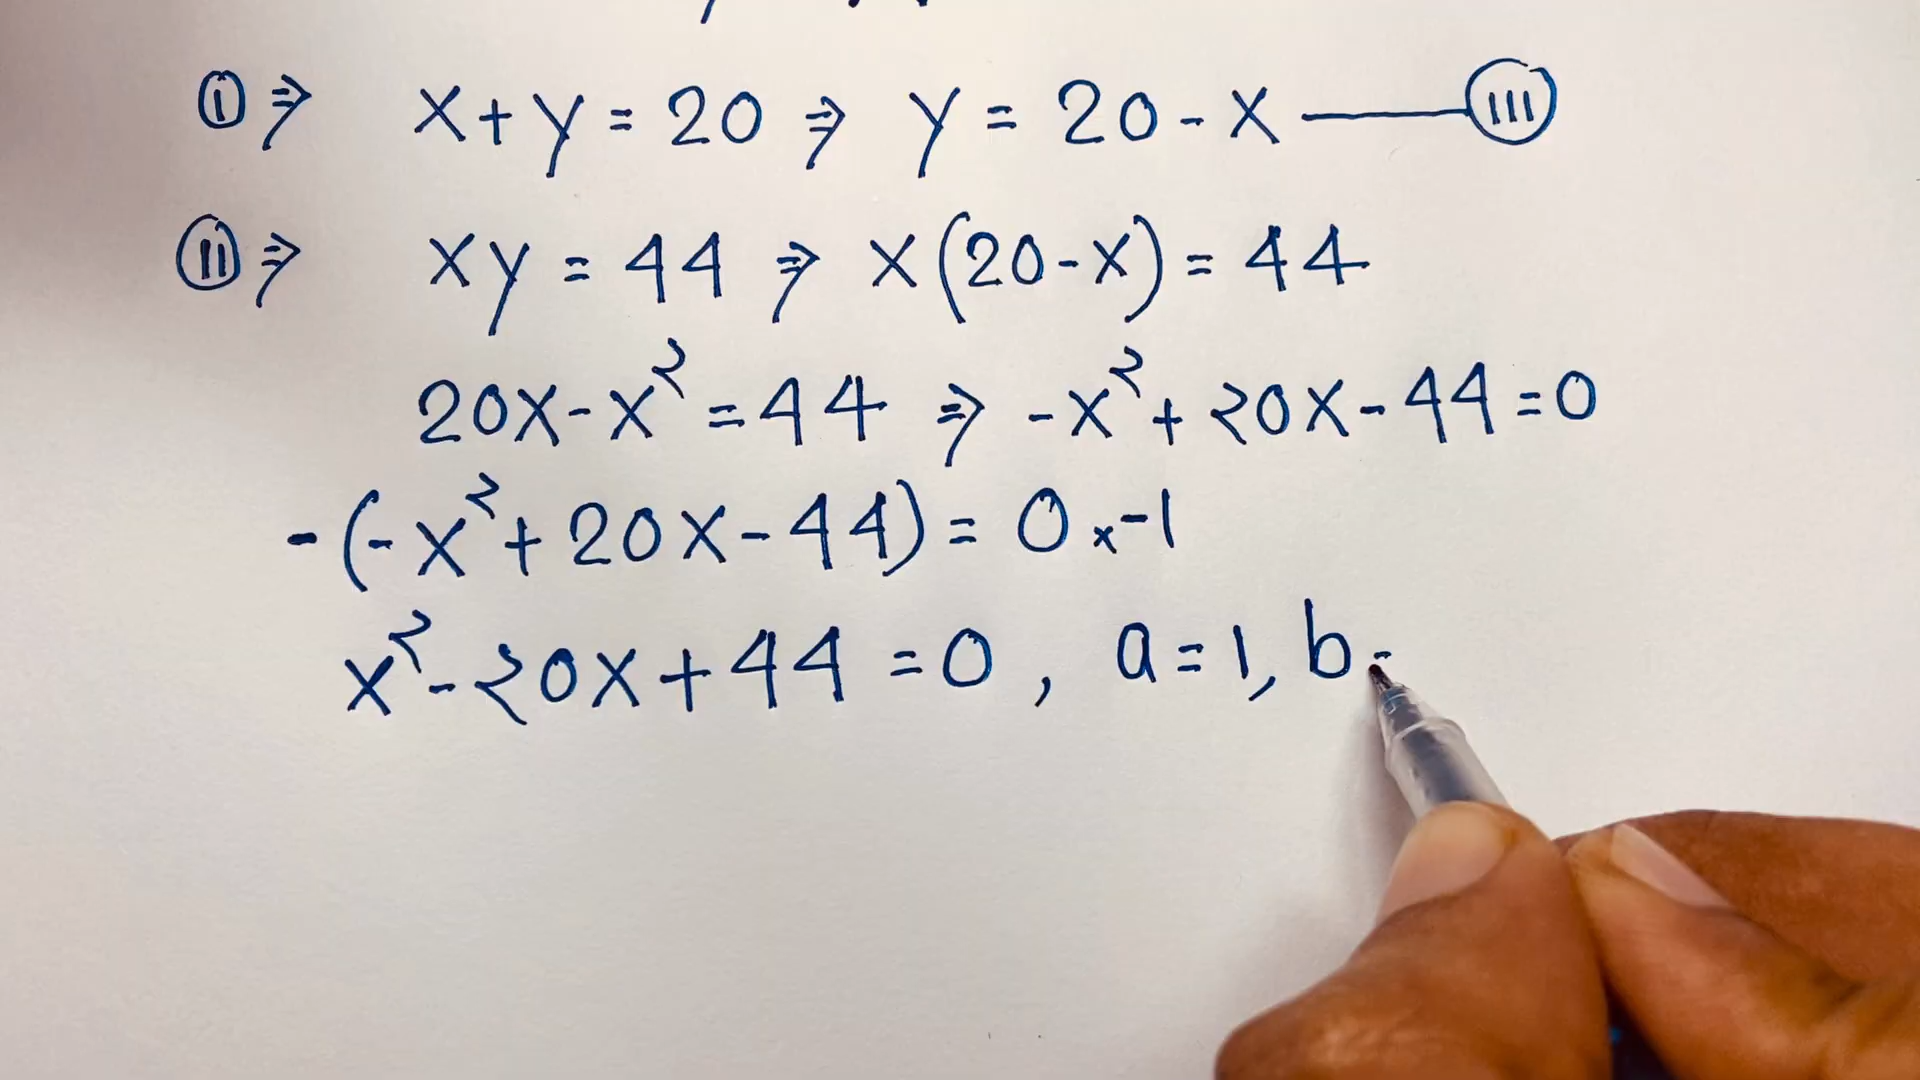 (i) ⇒ x + y = 20 ⇒ y = 20 - x —— (iii)
(ii) ⇒ xy = 44 ⇒ x(20 - x) = 44
20x - x² = 44 ⇒ -x² + 20x - 44 = 0
-(-x² + 20x - 44) = 0 × -1
x² - 20x + 44 = 0 , a = 1, b -